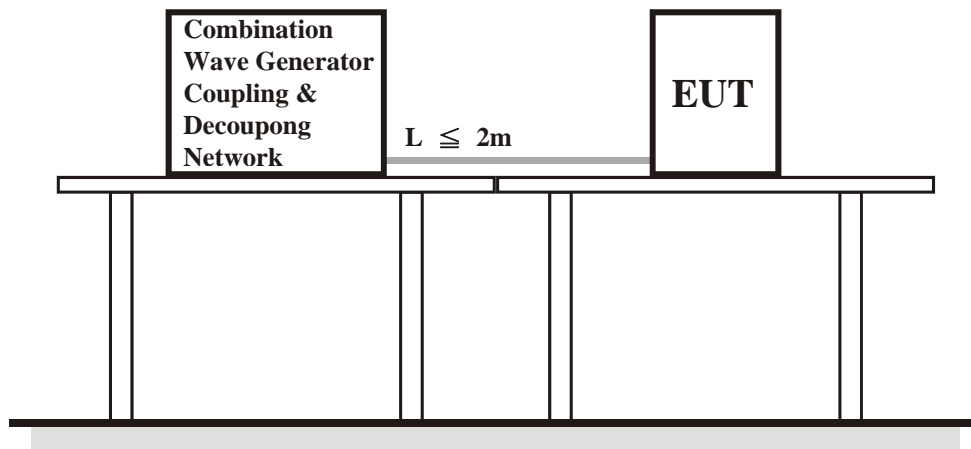 Combination
Wave Generator
Coupling &
Decoupong
Network
L ≦ 2m
EUT